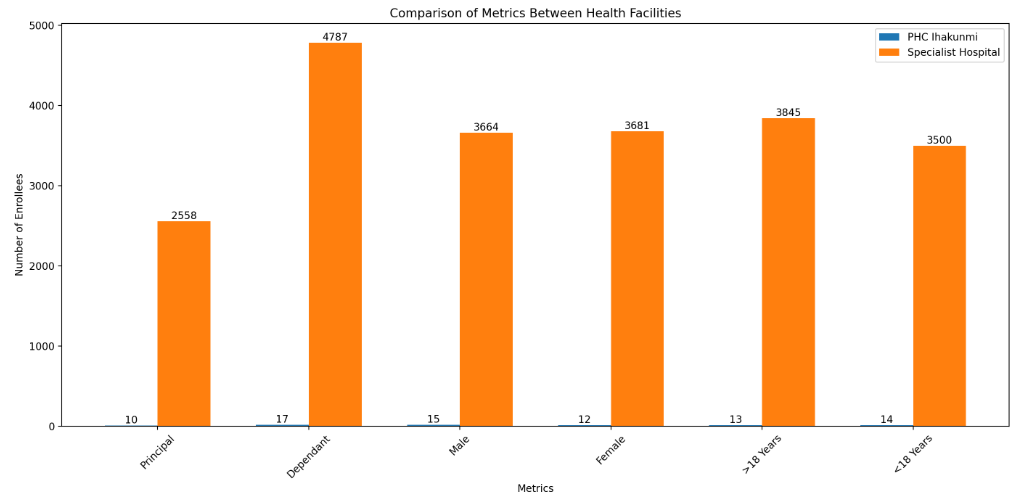 Comparison of Metrics Between Health Facilities
PHC Ihakunmi
Specialist Hospital
Number of Enrollees
5000
4000
3000
2000
1000
0
10
2558
17
4787
15
3664
12
3681
13
3845
14
3500
Principal
Dependant
Male
Female
>18 Years
<18 Years
Metrics